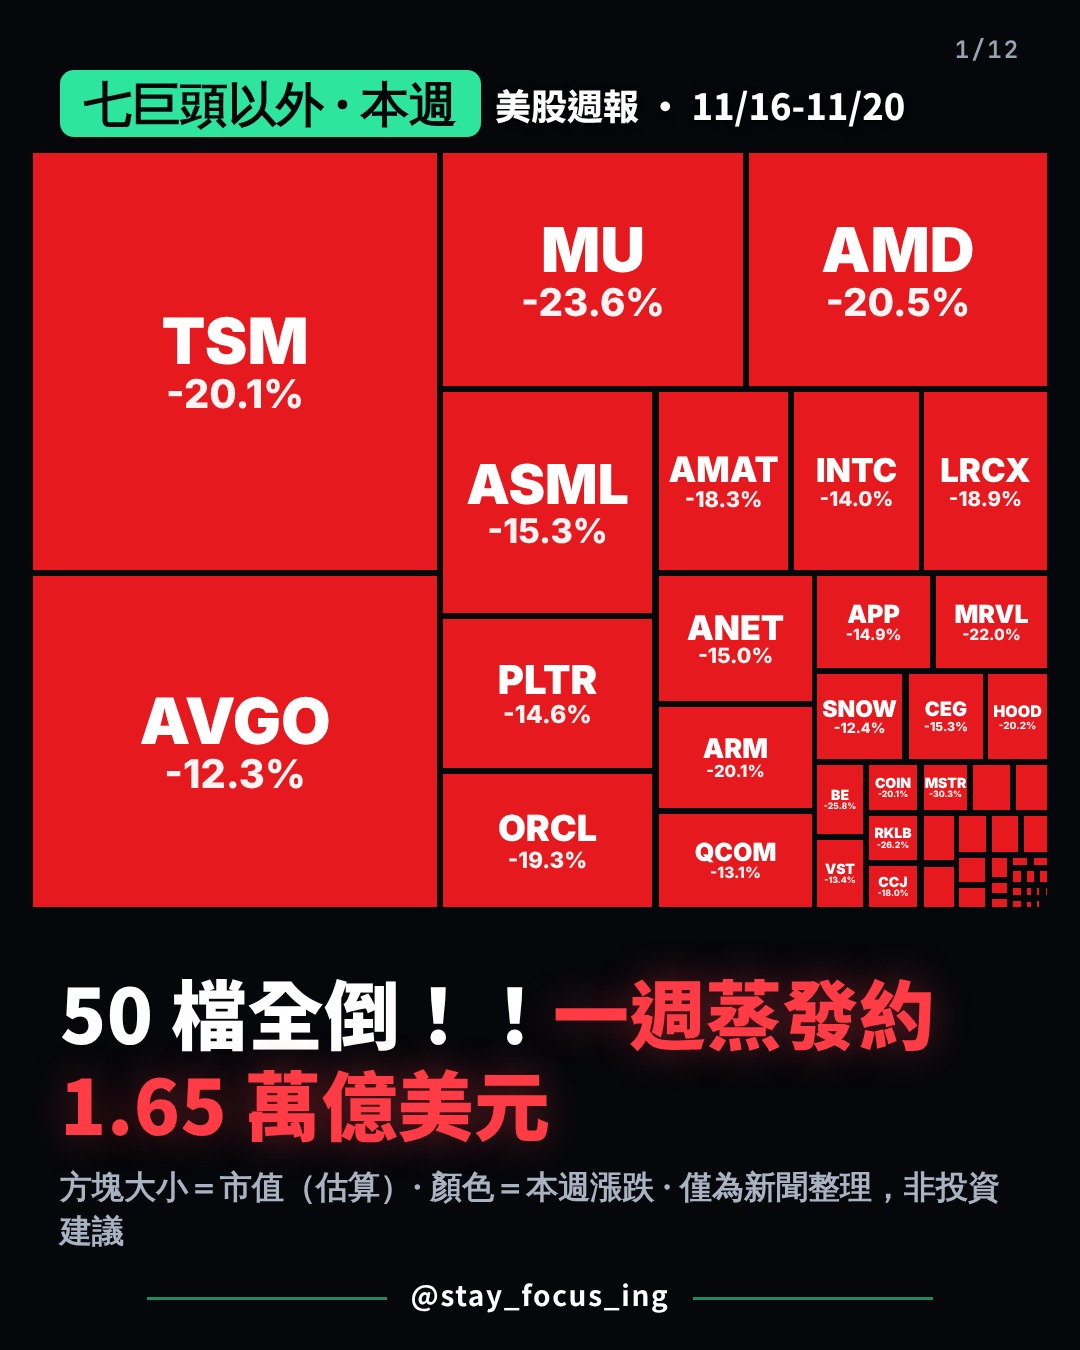 1/12
七巨頭以外·本週
美股週報 · 11/16-11/20
TSM
-20.1%
MU
-23.6%
AMD
-20.5%
ASML
-15.3%
AMAT
-18.3%
INTC
-14.0%
LRCX
-18.9%
AVGO
-12.3%
PLTR
-14.6%
ORCL
-19.3%
ANET
-15.0%
ARM
-20.1%
QCOM
-13.1%
APP
-14.9%
MRVL
-22.0%
SNOW
-12.4%
CEG
-15.3%
HOOD
-20.2%
BE
-25.8%
VST
-13.4%
COIN
-20.1%
MSTR
-30.3%
RKLB
-26.2%
CCJ
-18.0%
50 檔全倒！！一週蒸發約
1.65 萬億美元
方塊大小＝市值（估算）· 顏色＝本週漲跌 · 僅為新聞整理，非投資
建議
@stay_focus_ing